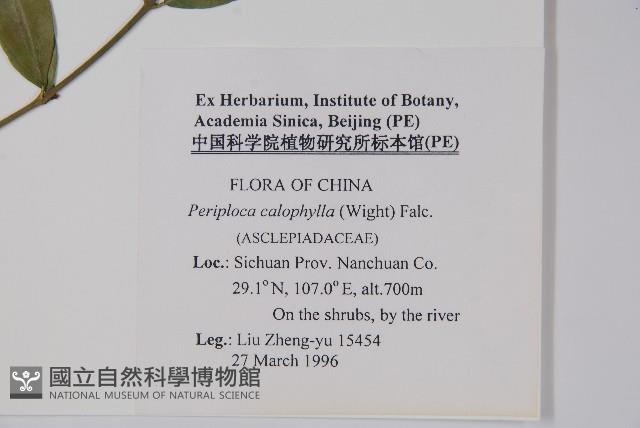 Ex Herbarium, Institute of Botany,
Academia Sinica, Beijing (PE)
中国科学院植物研究所标本馆(PE)
FLORA OF CHINA
Periploca calophylla (Wight) Falc.
(ASCLEPIADACEAE)
Loc.: Sichuan Prov. Nanchuan Co.
29.1°N, 107.0°E, alt.700m
On the shrubs, by the river
Leg.: Liu Zheng-yu 15454
27 March 1996
國立自然科學博物館
NATIONAL MUSEUM OF NATURAL SCIENCE